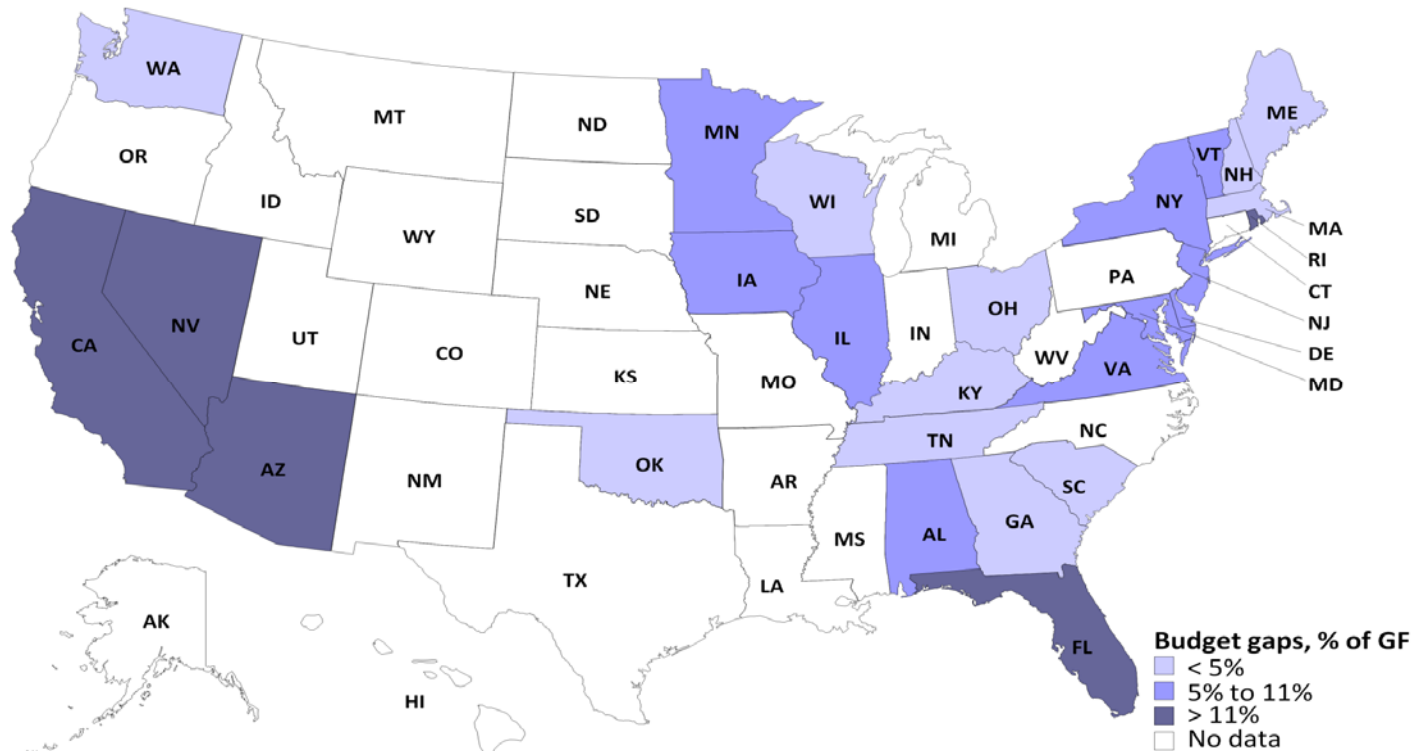 WA
MT
ND
MN
ME
OR
VT
NH
ID
SD
WI
NY
MA
WY
MI
RI
IA
PA
CT
NE
NV
OH
NJ
IL
IN
CA
UT
CO
DE
WV
VA
KS
MO
MD
KY
NC
TN
AZ
OK
NM
AR
SC
GA
MS
AL
TX
LA
AK
FL
HI
Budget gaps, % of GF
< 5%
5% to 11%
> 11%
No data